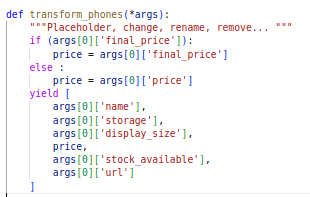 def transform_phones(*args):
    """Placeholder, change, rename, remove... """
    if (args[0]['final_price']):
        price = args[0]['final_price']
    else :
        price = args[0]['price']
    yield [
        args[0]['name'],
        args[0]['storage'],
        args[0]['display_size'],
        price,
        args[0]['stock_available'],
        args[0]['url']
    ]